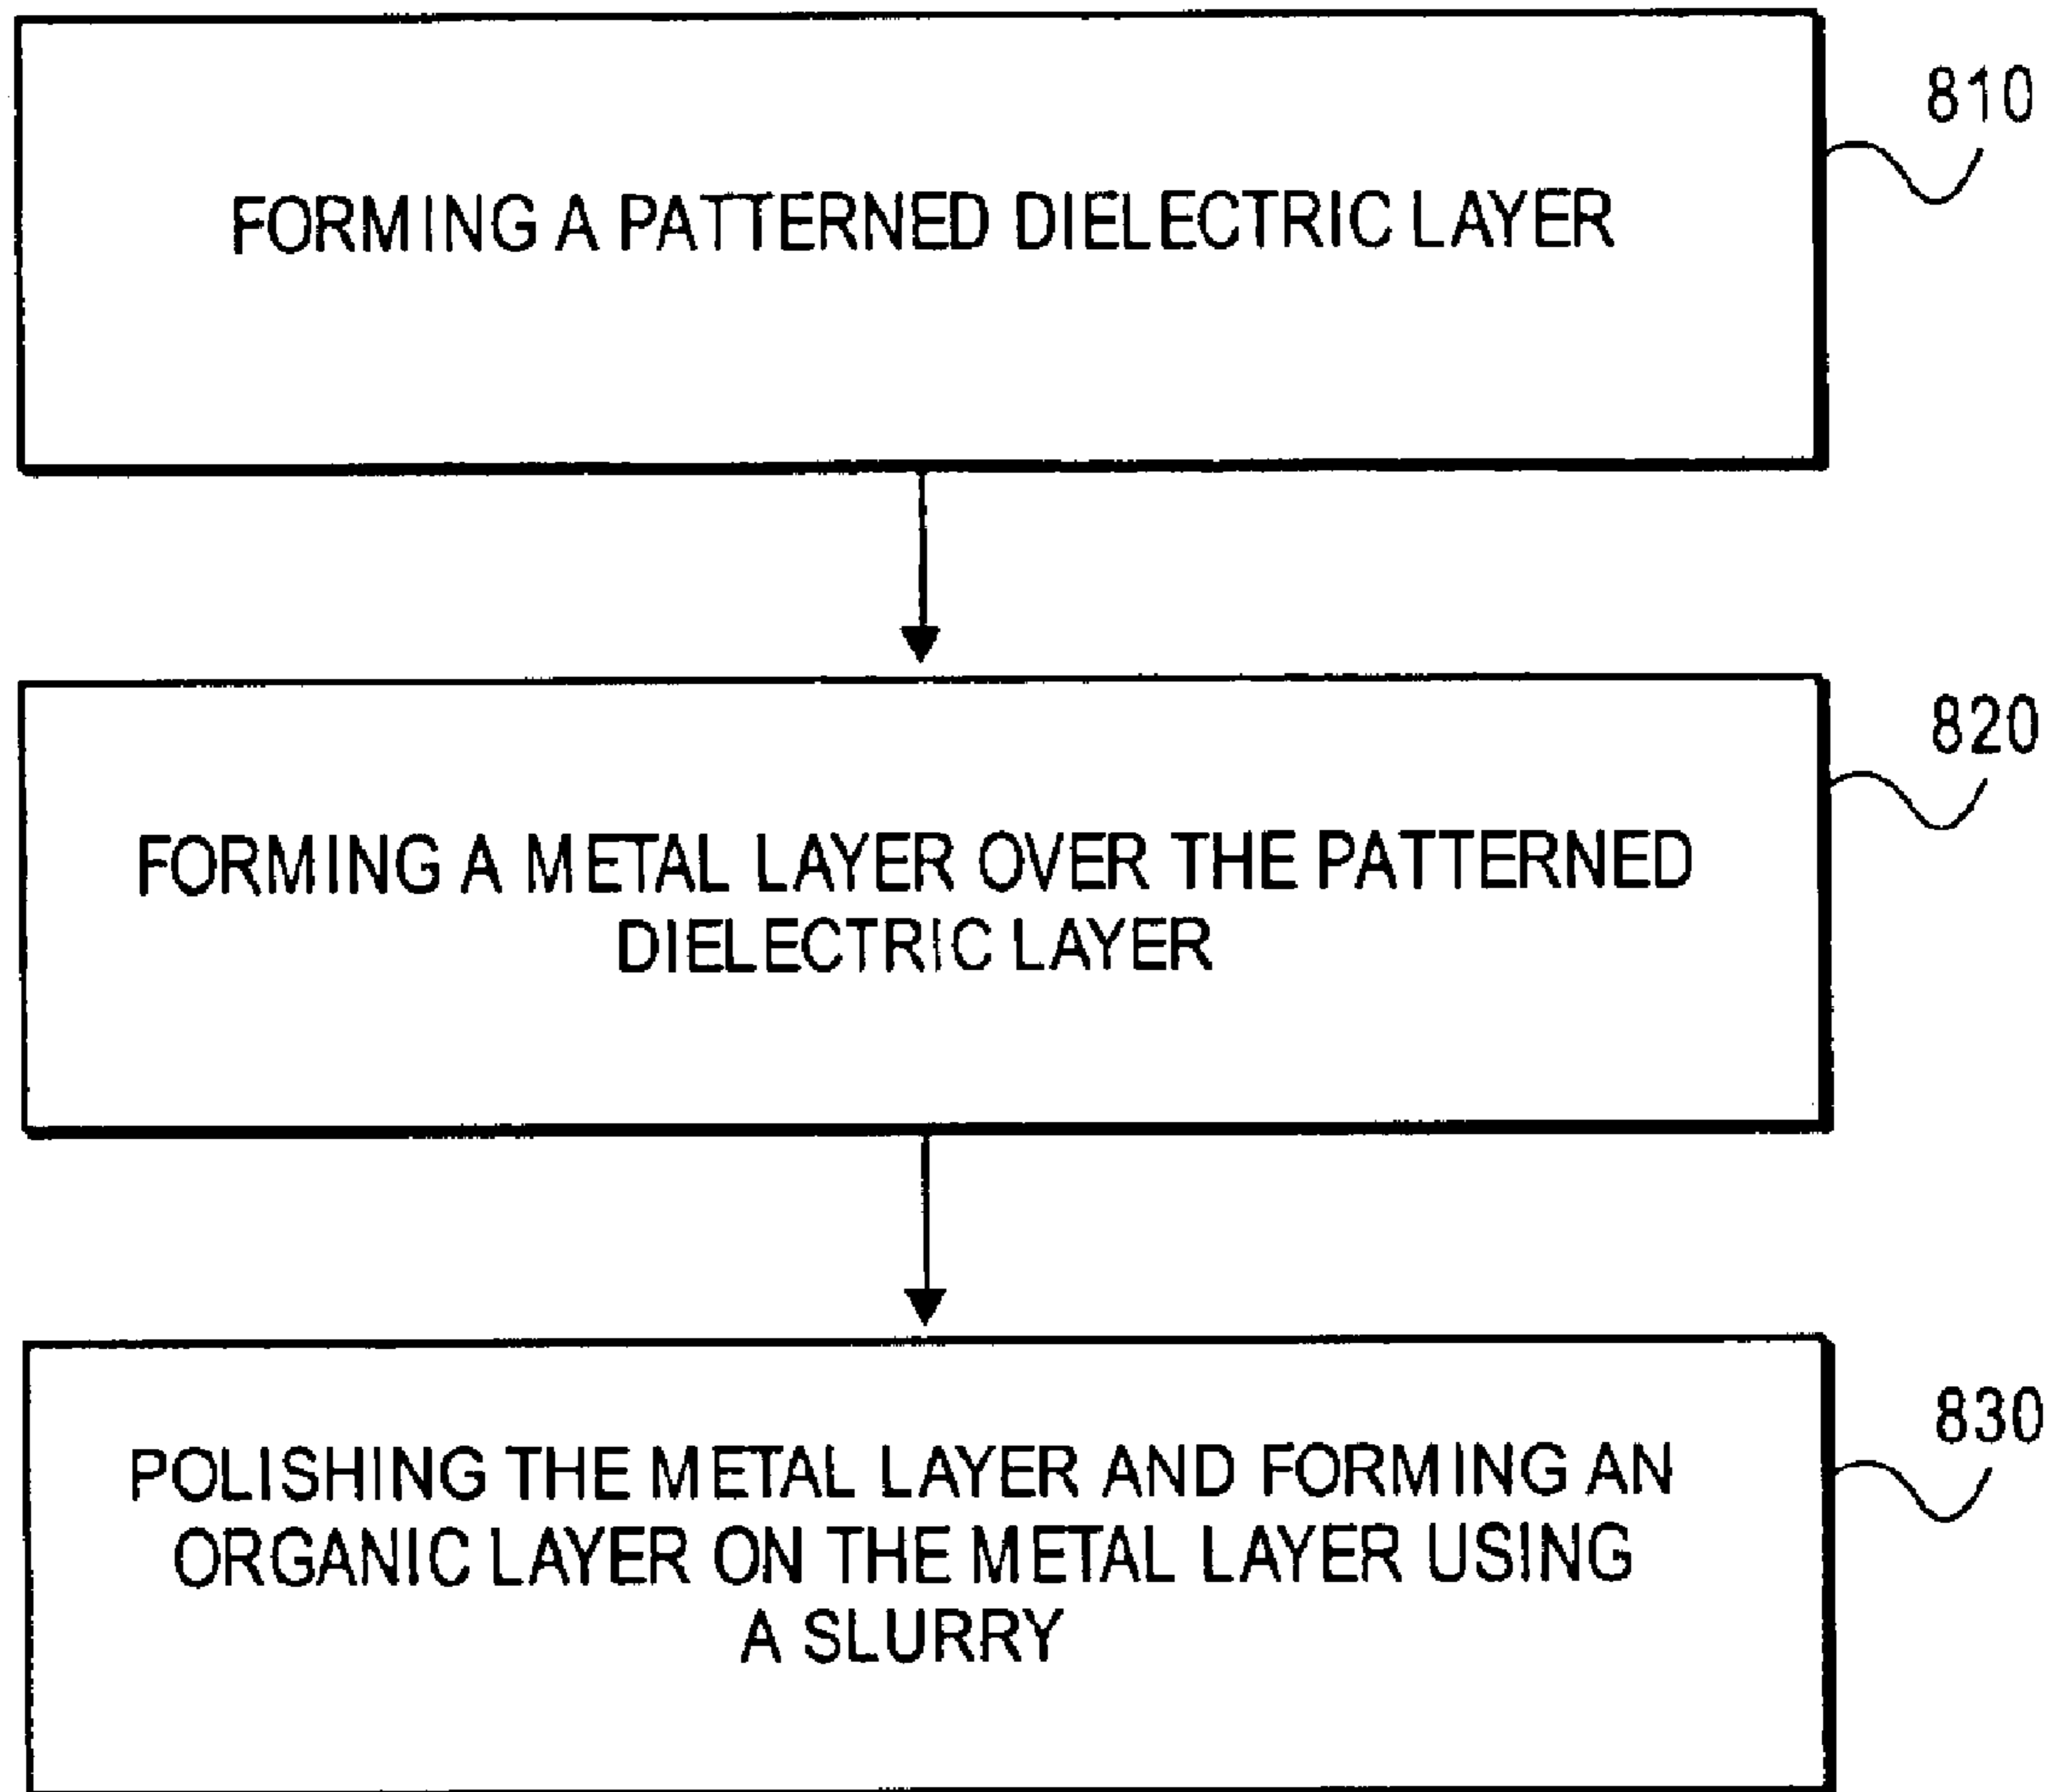 810
FORMING A PATTERNED DIELECTRIC LAYER
820
FORMING A METAL LAYER OVER THE PATTERNED
DIELECTRIC LAYER
830
POLISHING THE METAL LAYER AND FORMING AN
ORGANIC LAYER ON THE METAL LAYER USING
A SLURRY